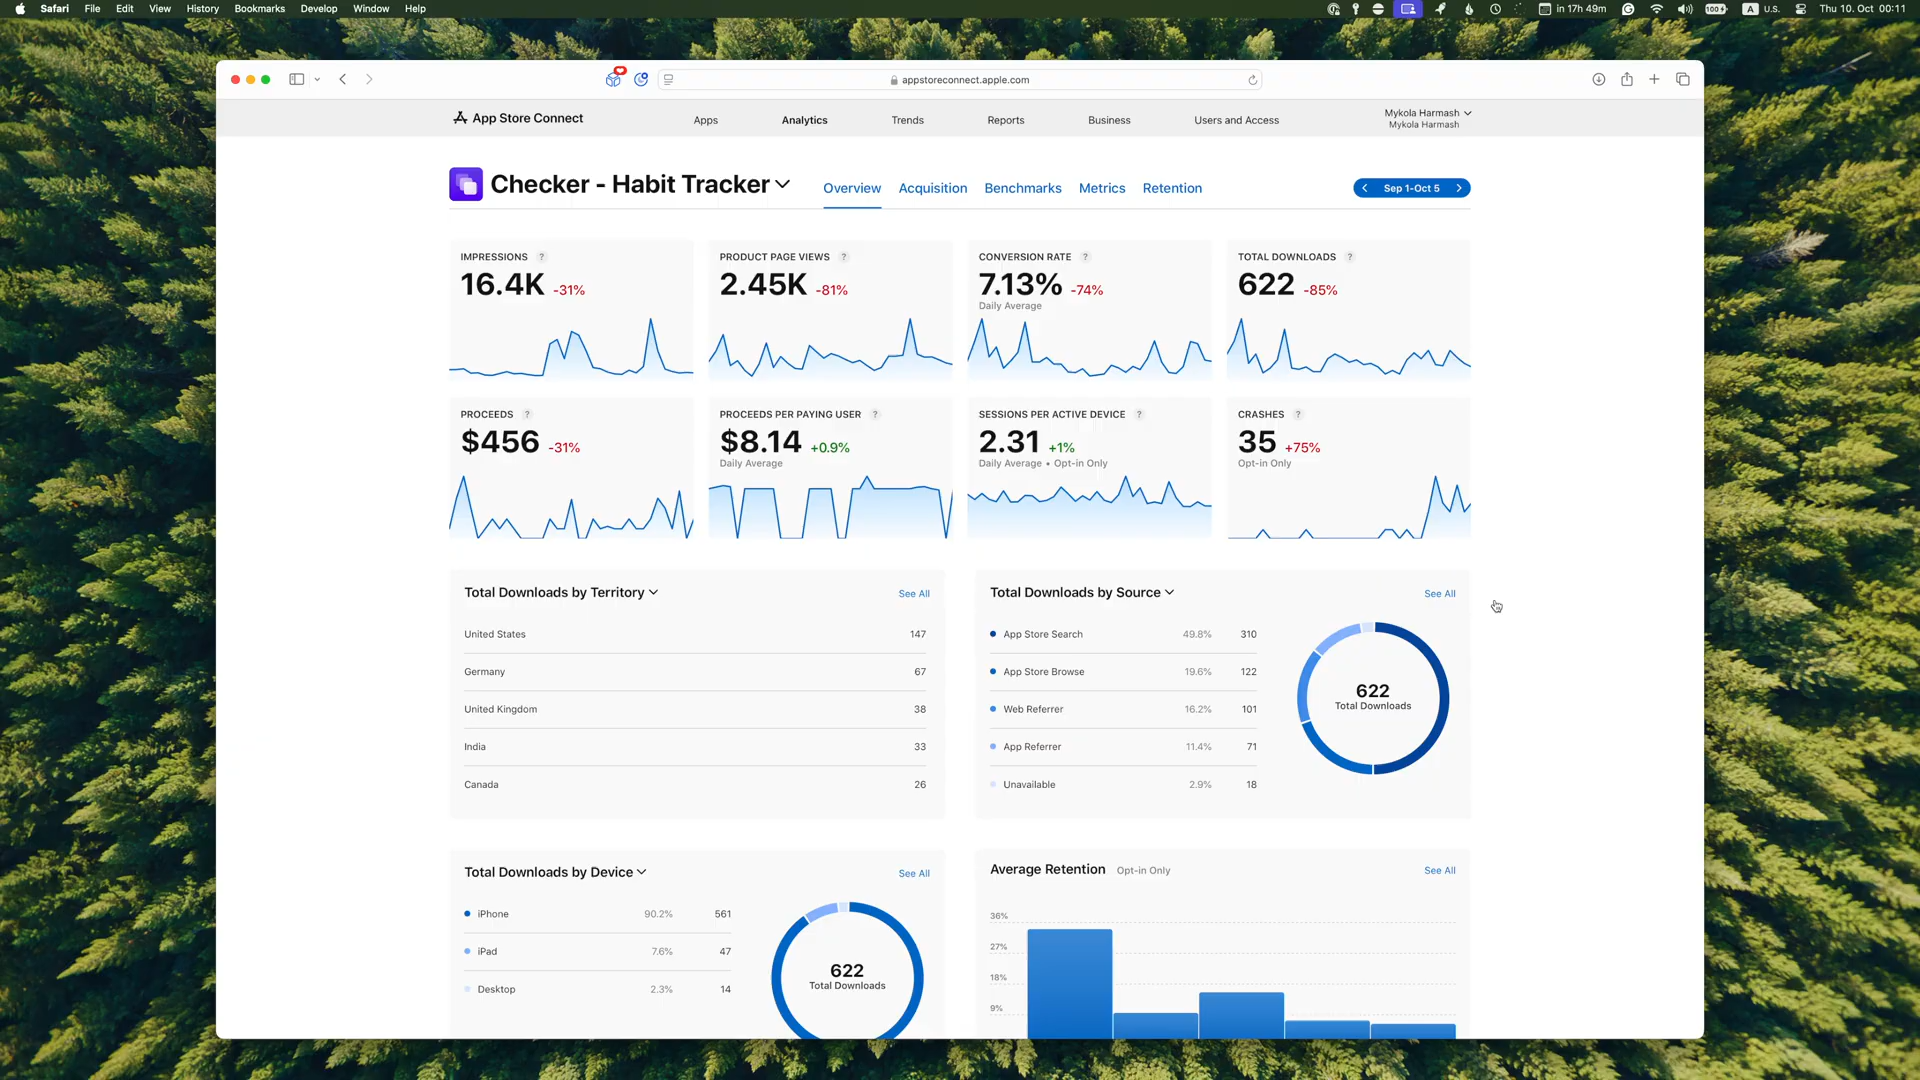 Safari File Edit View History Bookmarks Develop Window Help
in 17h 49m
100
A U.S.
Thu 10. Oct 00:11
appstoreconnect.apple.com
App Store Connect
Apps
Analytics
Trends
Reports
Business
Users and Access
Mykola Harmash
Mykola Harmash
Checker - Habit Tracker
Overview
Acquisition
Benchmarks
Metrics
Retention
Sep 1-Oct 5
IMPRESSIONS ?
16.4K -31%
PRODUCT PAGE VIEWS ?
2.45K -81%
CONVERSION RATE ?
7.13% -74%
Daily Average
TOTAL DOWNLOADS ?
622 -85%
PROCEEDS ?
$456 -31%
PROCEEDS PER PAYING USER ?
$8.14 +0.9%
Daily Average
SESSIONS PER ACTIVE DEVICE ?
2.31 +1%
Daily Average • Opt-in Only
CRASHES ?
35 +75%
Opt-in Only
Total Downloads by Territory
See All
United States 147
Germany 67
United Kingdom 38
India 33
Canada 26
Total Downloads by Source
See All
App Store Search 49.8% 310
App Store Browse 19.6% 122
Web Referrer 16.2% 101
App Referrer 11.4% 71
Unavailable 2.9% 18
622
Total Downloads
Total Downloads by Device
See All
iPhone 90.2% 561
iPad 7.6% 47
Desktop 2.3% 14
622
Total Downloads
Average Retention Opt-in Only
See All
36%
27%
18%
9%